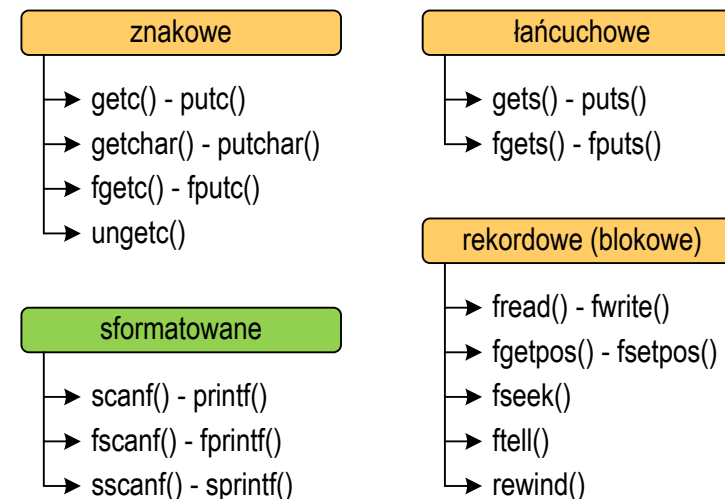 znakowe
getc() - putc()
getchar() - putchar()
fgetc() - fputc()
ungetc()
sformatowane
scanf() - printf()
fscanf() - fprintf()
sscanf() - sprintf()
łańcuchowe
gets() - puts()
fgets() - fputs()
rekordowe (blokowe)
fread() - fwrite()
fgetpos() - fsetpos()
fseek()
ftell()
rewind()